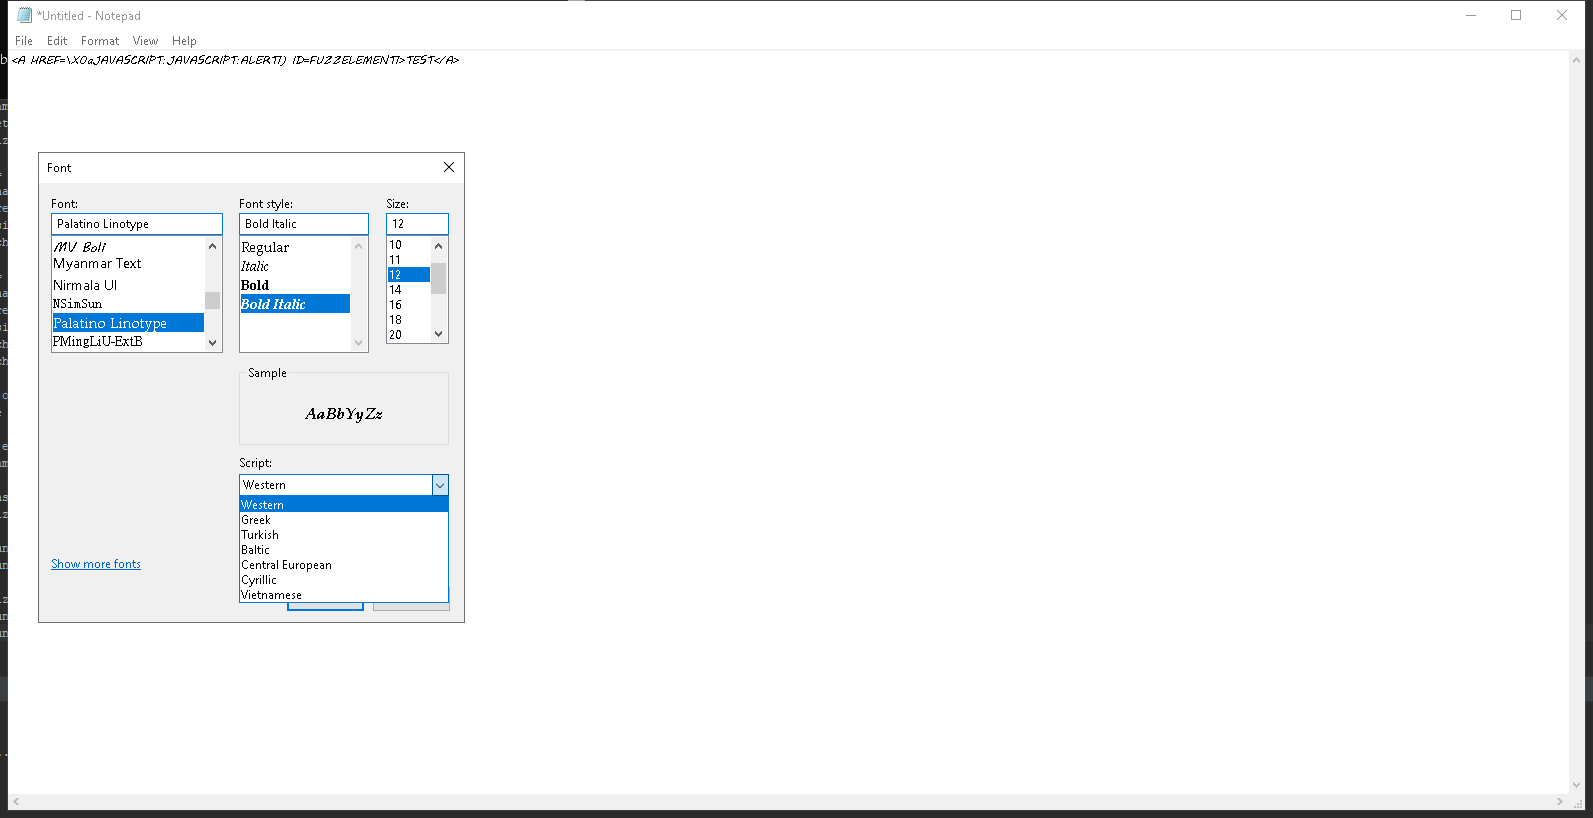 *Untitled - Notepad
File Edit Format View Help
<A HREF=\X0aJAVASCRIPT:JAVASCRIPT:ALERT1) ID=FUZZELEMENT1>TEST</A>
Font
Font: Font style: Size:
Palatino Linotype Bold Italic 12
MV Boli Regular 10
Myanmar Text Italic 11
Nirmala UI Bold 12
NSimSun Bold Italic 14
Palatino Linotype 16
PMingLiU-ExtB 18
20
Sample
AaBbYyZz
Script:
Western
Western
Greek
Turkish
Baltic
Central European
Cyrillic
Vietnamese
Show more fonts